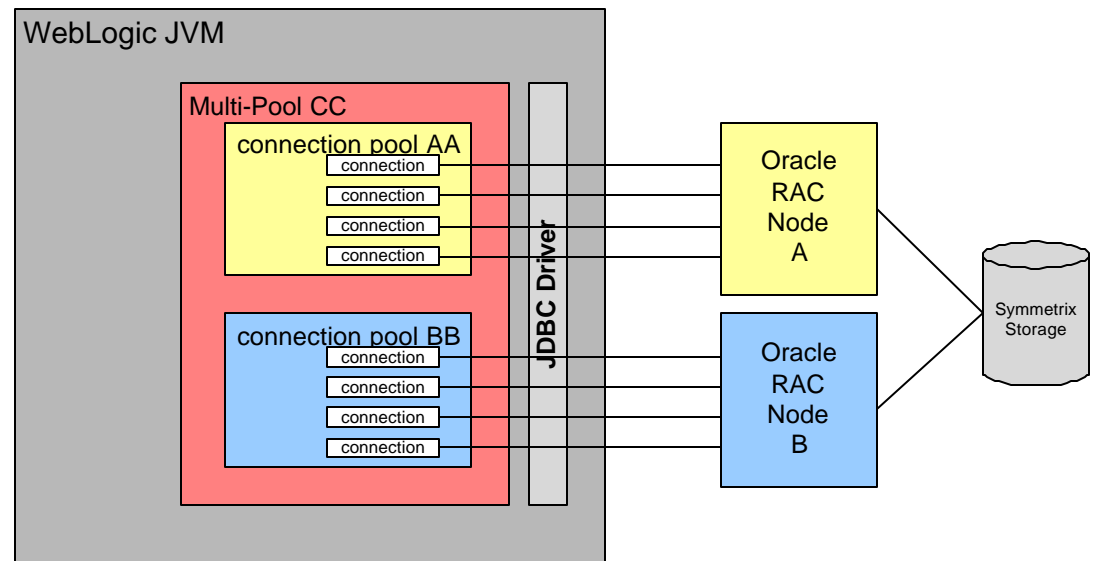 WebLogic JVM
Multi-Pool CC
connection pool AA
connection
connection
connection
connection
connection pool BB
connection
connection
connection
connection
JDBC Driver
Oracle
RAC
Node
A
Oracle
RAC
Node
B
Symmetrix
Storage